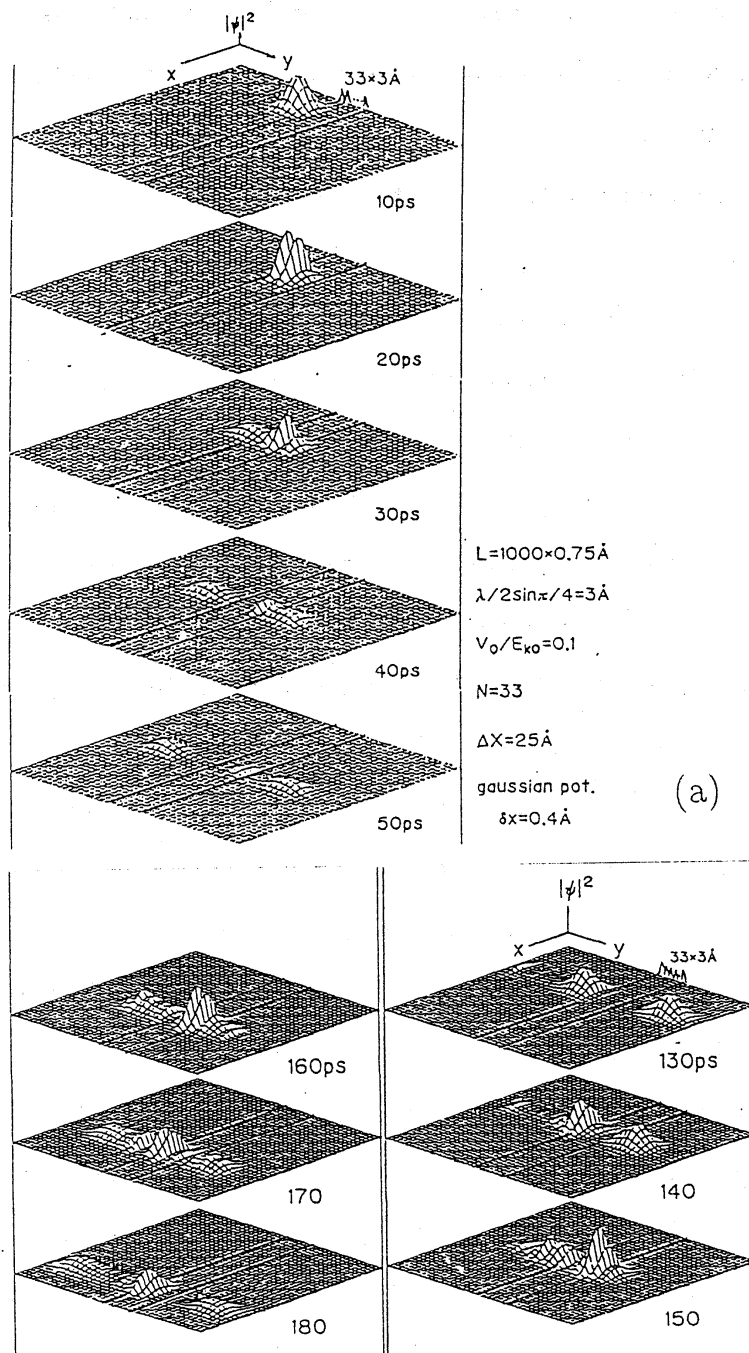 |ψ|²
x
y
33×3Å
10ps
20ps
30ps
40ps
50ps
L=1000×0.75Å
λ/2sinπ/4=3Å
V₀/Eₖ₀=0.1
N=33
ΔX=25Å
gaussian pot.
δx=0.4Å
(a)
|ψ|²
x
y
33×3Å
160ps
130ps
170
140
180
150